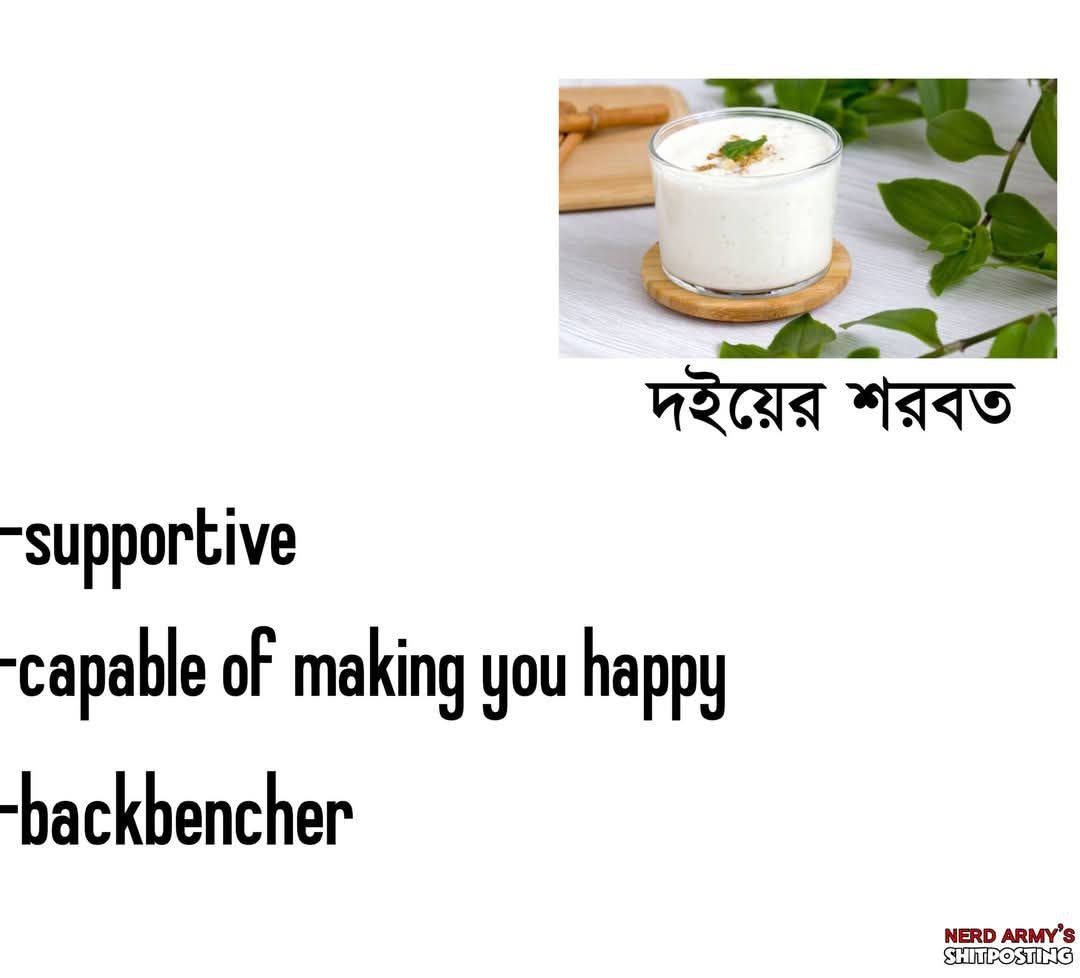 দইয়ের শরবত
-supportive
-capable of making you happy
-backbencher
NERD ARMY'S
SHITPOSTING